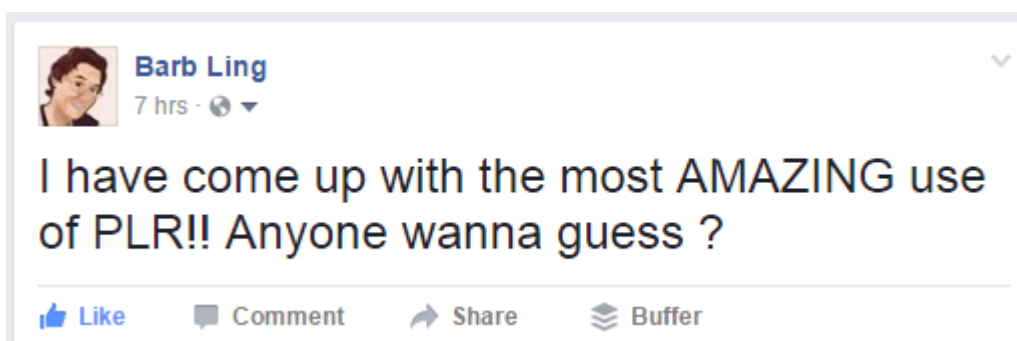 Barb Ling
7 hrs ·
I have come up with the most AMAZING use
of PLR!! Anyone wanna guess ?
Like Comment Share Buffer